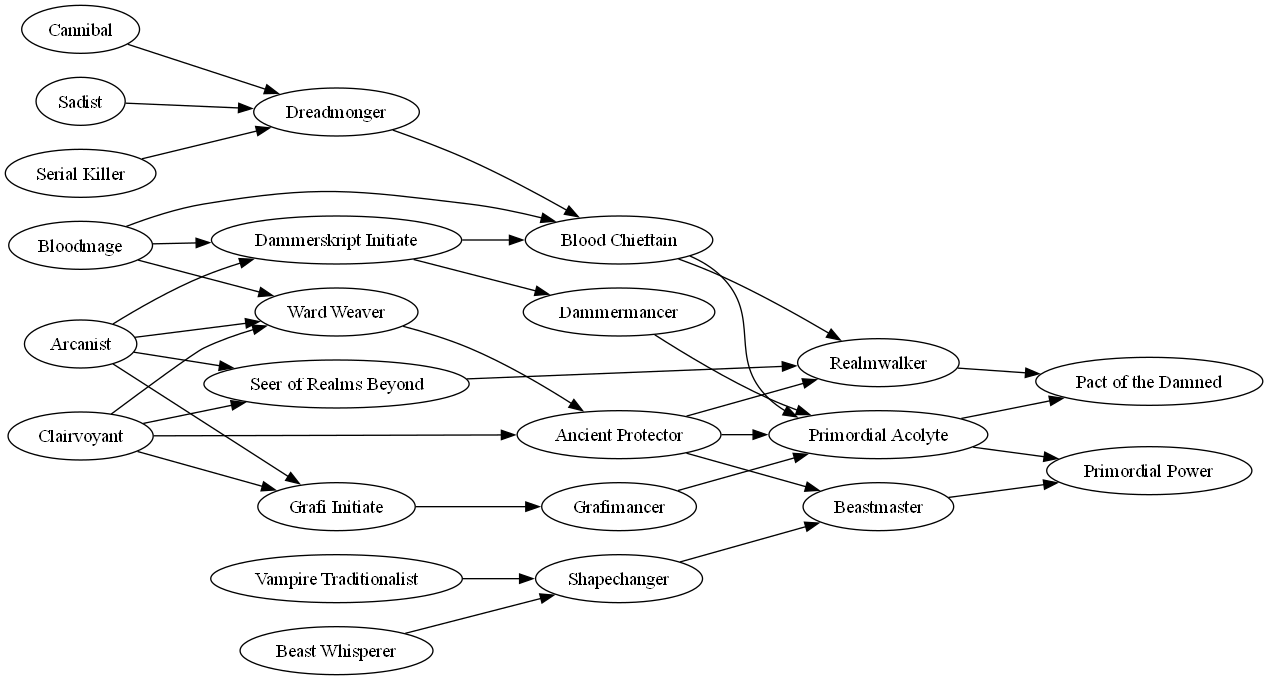 Cannibal
Sadist
Dreadmonger
Serial Killer
Bloodmage
Dammerskript Initiate
Blood Chieftain
Ward Weaver
Dammermancer
Arcanist
Realmwalker
Seer of Realms Beyond
Pact of the Damned
Clairvoyant
Ancient Protector
Primordial Acolyte
Primordial Power
Grafi Initiate
Grafimancer
Beastmaster
Vampire Traditionalist
Shapechanger
Beast Whisperer